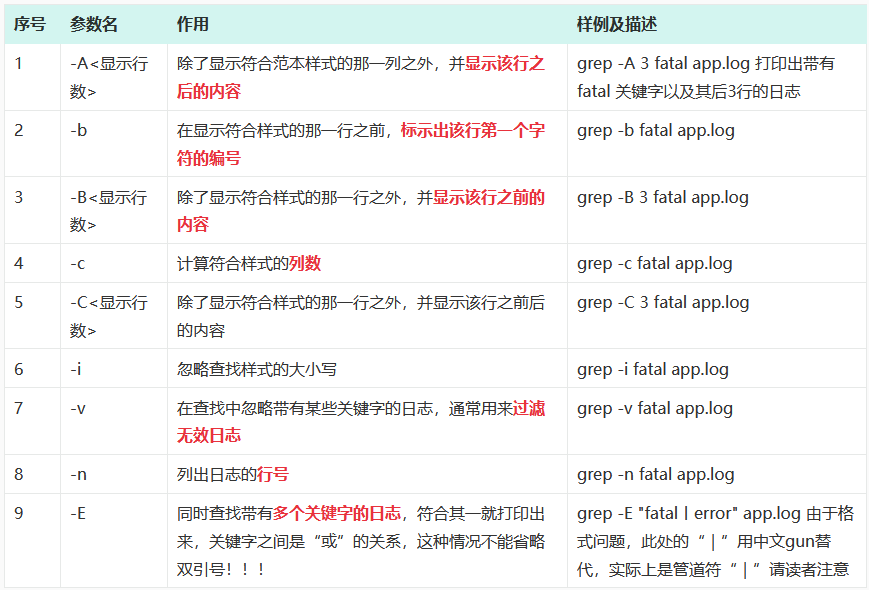 序号 参数名 作用 样例及描述
1 -A<显示行 除了显示符合范本样式的那一列之外，并显示该行之 grep -A 3 fatal app.log 打印出带有
数> 后的内容 fatal 关键字以及其后3行的日志
2 -b 在显示符合样式的那一行之前，标示出该行第一个字 grep -b fatal app.log
符的编号
3 -B<显示行 除了显示符合样式的那一行之外，并显示该行之前的 grep -B 3 fatal app.log
数> 内容
4 -c 计算符合样式的列数 grep -c fatal app.log
5 -C<显示行 除了显示符合样式的那一行之外，并显示该行之前后 grep -C 3 fatal app.log
数> 的内容
6 -i 忽略查找样式的大小写 grep -i fatal app.log
7 -v 在查找中忽略带有某些关键字的日志，通常用来过滤 grep -v fatal app.log
无效日志
8 -n 列出日志的行号 grep -n fatal app.log
9 -E 同时查找带有多个关键字的日志，符合其一就打印出 grep -E "fatal丨error" app.log 由于格
来，关键字之间是“或”的关系，这种情况不能省略 式问题，此处的“ | ”用中文gun替
双引号！！！ 代，实际上是管道符“ | ”请读者注意